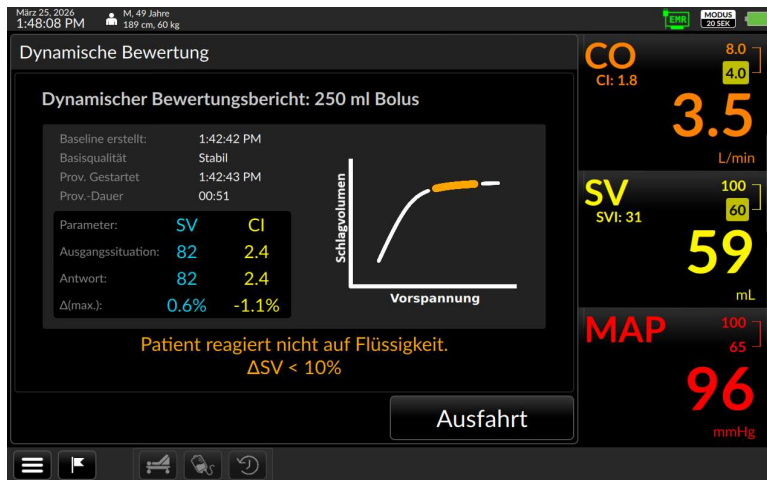 März 25, 2026
1:48:08 PM
M, 49 Jahre
189 cm, 60 kg
EMR
MODUS
20 SEK
Dynamische Bewertung
Dynamischer Bewertungsbericht: 250 ml Bolus
Baseline erstellt: 1:42:42 PM
Basisqualität Stabil
Prov. Gestartet 1:42:43 PM
Prov.-Dauer 00:51
Parameter: SV CI
Ausgangssituation: 82 2.4
Antwort: 82 2.4
Δ(max.): 0.6% -1.1%
Schlagvolumen
Vorspannung
Patient reagiert nicht auf Flüssigkeit.
ΔSV < 10%
Ausfahrt
CO
CI: 1.8
8.0
4.0
3.5
L/min
SV
SVI: 31
100
60
59
mL
MAP
100
65
96
mmHg